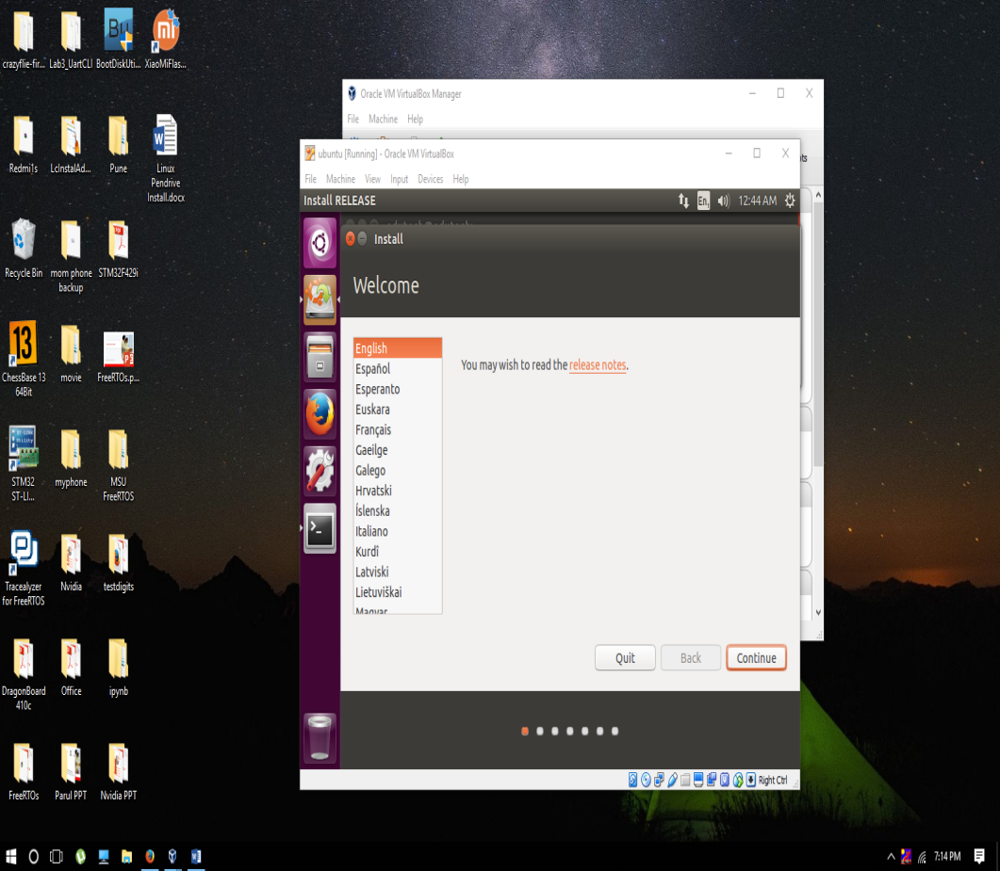 crazyflie-fir... Lab3_UartCLI BootDiskUti... XiaoMiFlas...
Redmi1s LcInstalAd... Pune Linux
Pendrive
Install.docx
Recycle Bin mom phone
backup STM32F429i
ChessBase 13
64Bit movie FreeRTOs.p...
STM32
ST-LI... myphone MSU
FreeRTOS
Tracealyzer
for FreeRTOS Nvidia testdigits
DragonBoard
410c Office ipynb
FreeRTOs Parul PPT Nvidia PPT
Oracle VM VirtualBox Manager
File Machine Help
ubuntu [Running] - Oracle VM VirtualBox
File Machine View Input Devices Help
Install RELEASE En, 12:44 AM
Install
Welcome
English
Español
Esperanto
Euskara
Français
Gaeilge
Galego
Hrvatski
Íslenska
Italiano
Kurdî
Latviski
Lietuviškai
Magyar
You may wish to read the release notes.
Quit Back Continue
Right Ctrl
7:14 PM